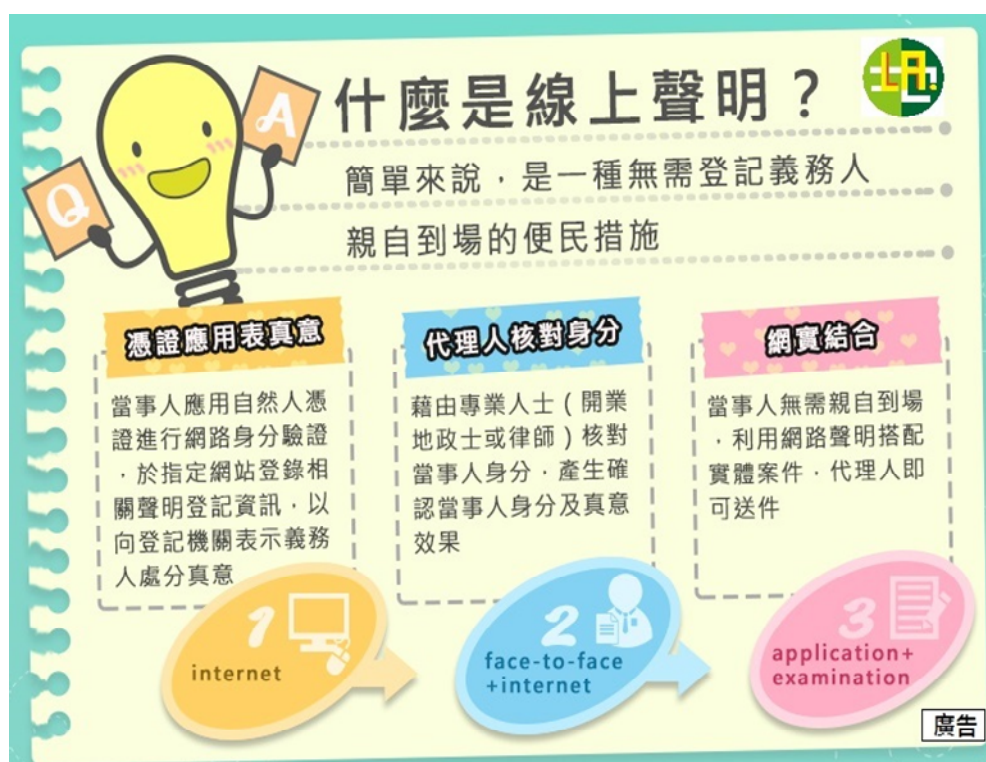 Q
A
什麼是線上聲明？
LA
簡單來說，是一種無需登記義務人
親自到場的便民措施
憑證應用表真意
當事人應用自然人憑
證進行網路身分驗證
，於指定網站登錄相
關聲明登記資訊，以
向登記機關表示義務
人處分真意
1
internet
代理人核對身分
藉由專業人士（開業
地政士或律師）核對
當事人身分，產生確
認當事人身分及真意
效果
2
face-to-face
+internet
網實結合
當事人無需親自到場
，利用網路聲明搭配
實體案件，代理人即
可送件
3
application+
examination
廣告